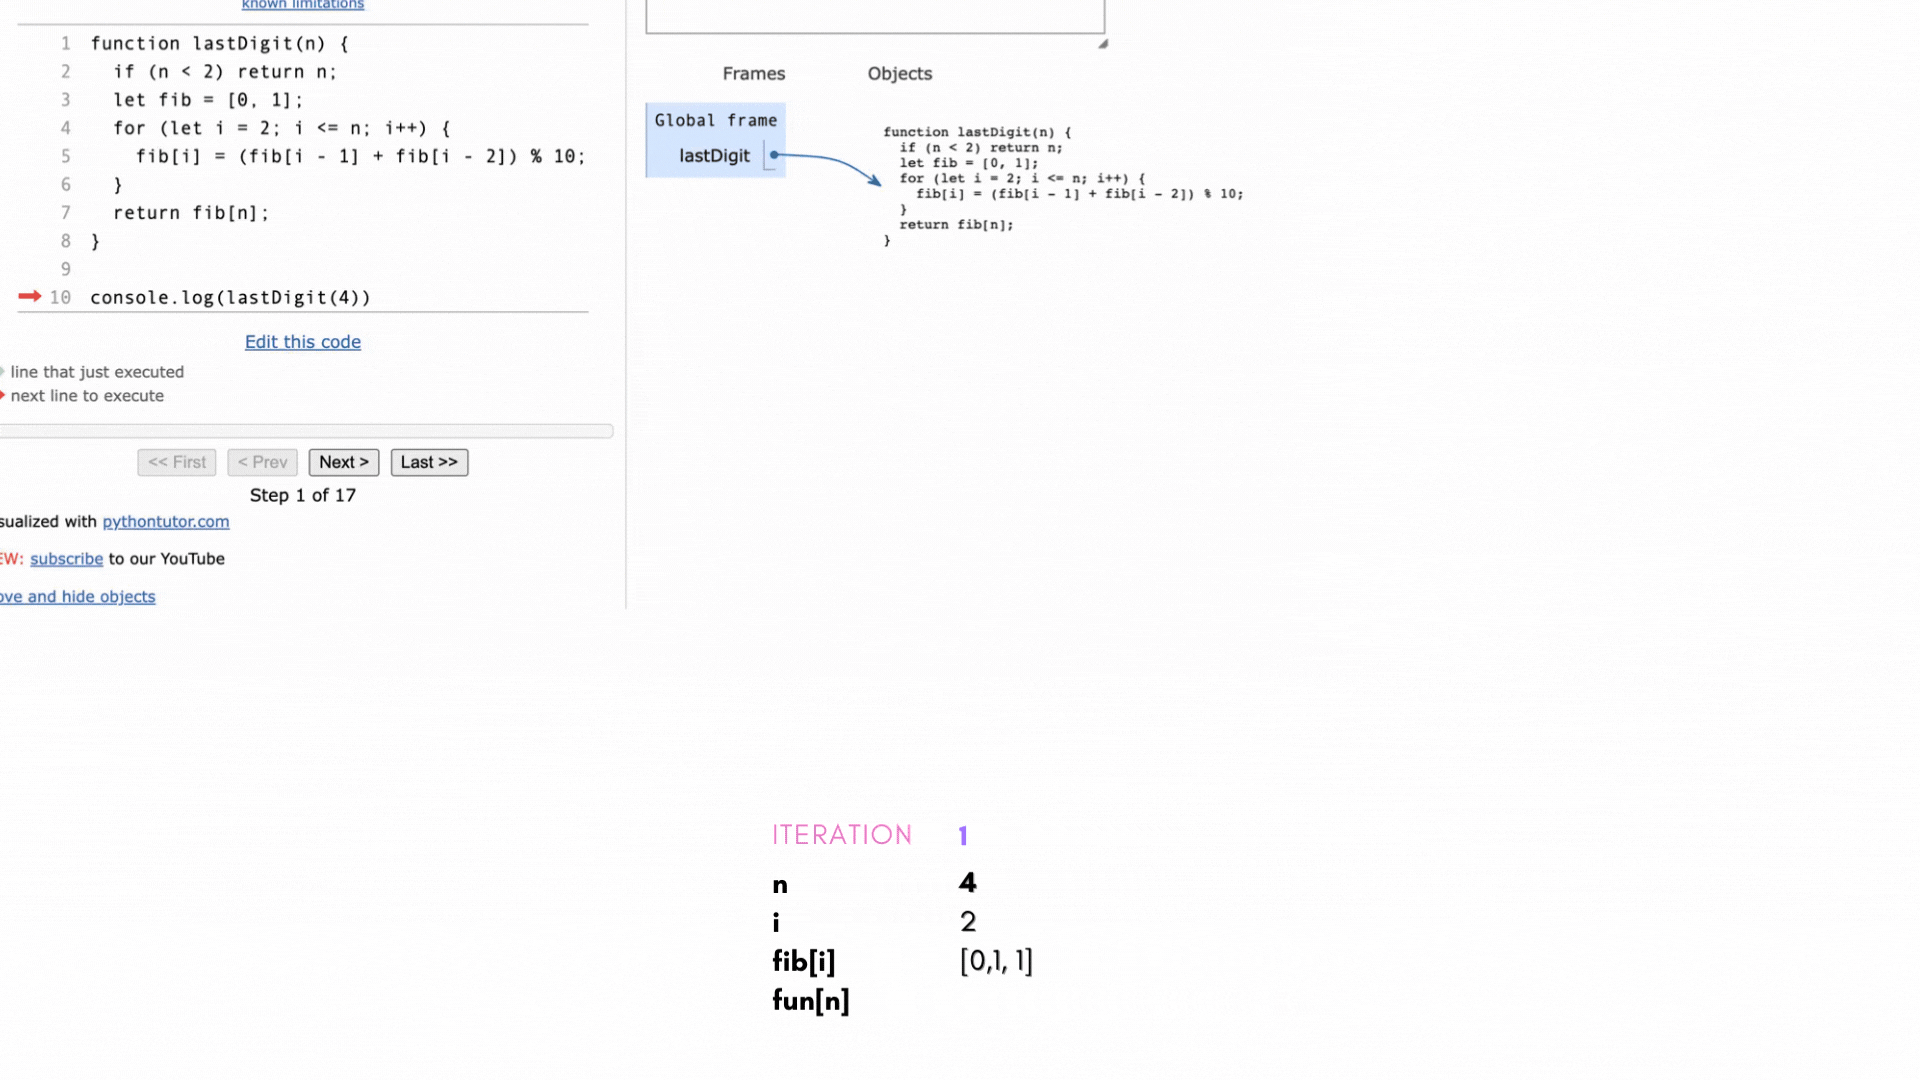 known limitations
1 function lastDigit(n) {
2 if (n < 2) return n;
3 let fib = [0, 1];
4 for (let i = 2; i <= n; i++) {
5 fib[i] = (fib[i - 1] + fib[i - 2]) % 10;
6 }
7 return fib[n];
8 }
9
10 console.log(lastDigit(4))
Edit this code
line that just executed
next line to execute
<< First < Prev Next > Last >>
Step 1 of 17
sualized with pythontutor.com
EW: subscribe to our YouTube
ove and hide objects
Frames Objects
Global frame
lastDigit
function lastDigit(n) {
if (n < 2) return n;
let fib = [0, 1];
for (let i = 2; i <= n; i++) {
fib[i] = (fib[i - 1] + fib[i - 2]) % 10;
}
return fib[n];
}
ITERATION 1
n 4
i 2
fib[i] [0,1, 1]
fun[n]